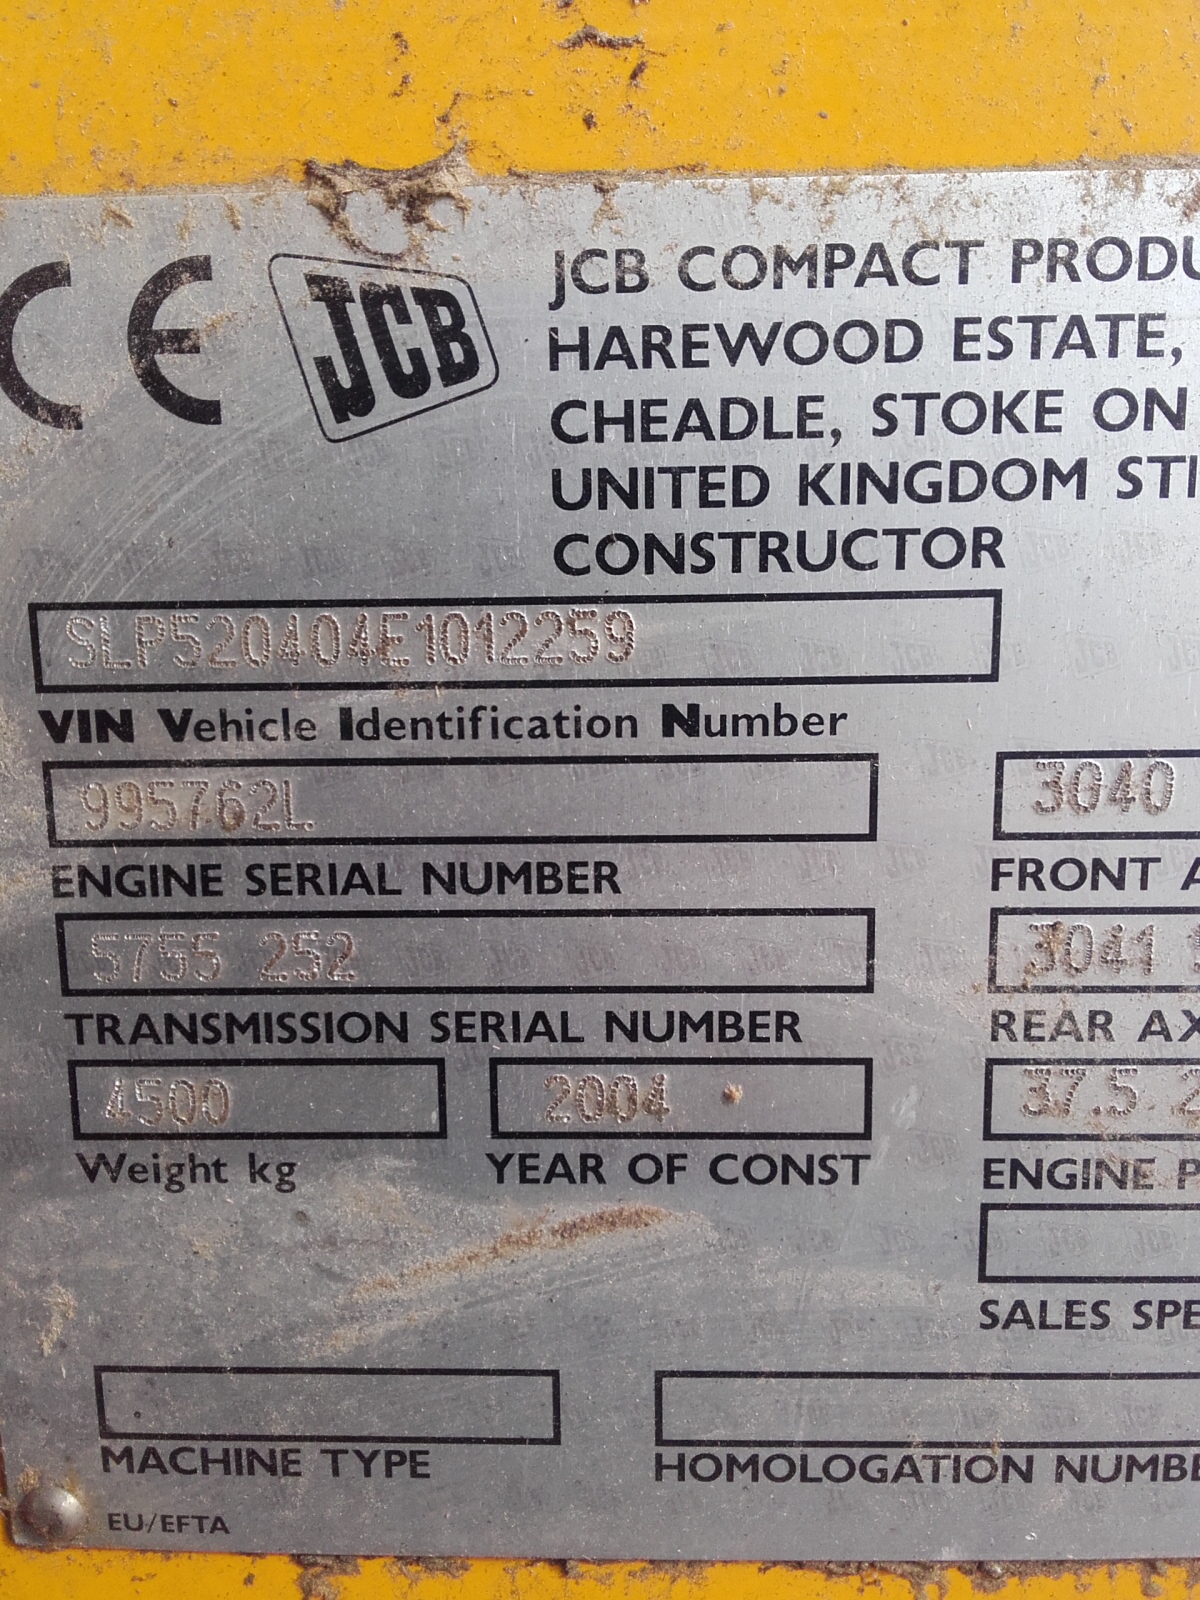 CE JCB
JCB COMPACT PRODU
HAREWOOD ESTATE,
CHEADLE, STOKE ON
UNITED KINGDOM STI
CONSTRUCTOR
SLP520404E1012259
VIN Vehicle Identification Number
995762L
3040
ENGINE SERIAL NUMBER
FRONT A
5755 252
3041
TRANSMISSION SERIAL NUMBER
REAR AX
4500
2004
37.5 2
Weight kg
YEAR OF CONST
ENGINE P
SALES SPE
MACHINE TYPE
HOMOLOGATION NUMBE
EU/EFTA